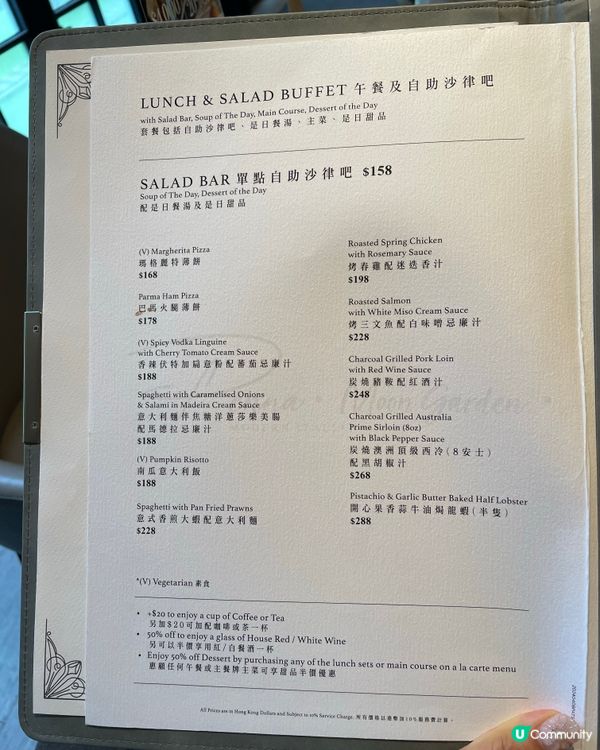 LUNCH & SALAD BUFFET 午餐及自助沙律吧
with Salad Bar, Soup of The Day, Main Course, Dessert of the Day
套餐包括自助沙律吧、是日餐湯、主菜、是日甜品
SALAD BAR 單點自助沙律吧 $158
Soup of The Day, Dessert of the Day
配是日餐湯及是日甜品
(V) Margherita Pizza
瑪格麗特薄餅
$168
Parma Ham Pizza
巴馬火腿薄餅
$178
(V) Spicy Vodka Linguine
with Cherry Tomato Cream Sauce
香辣伏特加扁意粉配蕃茄忌廉汁
$188
Spaghetti with Caramelised Onions
& Salami in Madeira Cream Sauce
意大利麵伴焦糖洋蔥莎樂美腸
配馬德拉忌廉汁
$188
(V) Pumpkin Risotto
南瓜意大利飯
$188
Spaghetti with Pan Fried Prawns
意式香煎大蝦配意大利麵
$228
Roasted Spring Chicken
with Rosemary Sauce
烤春雞配迷迭香汁
$198
Roasted Salmon
with White Miso Cream Sauce
烤三文魚配白味噌忌廉汁
$228
Charcoal Grilled Pork Loin
with Red Wine Sauce
炭燒豬鞍配紅酒汁
$248
Charcoal Grilled Australia
Prime Sirloin (8oz)
with Black Pepper Sauce
炭燒澳洲頂級西冷(8安士)
配黑胡椒汁
$268
Pistachio & Garlic Butter Baked Half Lobster
開心果香蒜牛油焗龍蝦(半隻)
$288
*(V) Vegetarian 素食
• +$20 to enjoy a cup of Coffee or Tea
另加$20可加配咖啡或茶一杯
• 50% off to enjoy a glass of House Red / White Wine
另可以半價享用紅/白餐酒一杯
• Enjoy 50% off Dessert by purchasing any of the lunch sets or main course on a la carte menu
惠顧任何午餐或主餐牌主菜可享甜品半價優惠
All Prices are in Hong Kong Dollars and Subject to 10% Service Charge. 所有價格以港幣加10%服務費計算。
U Community